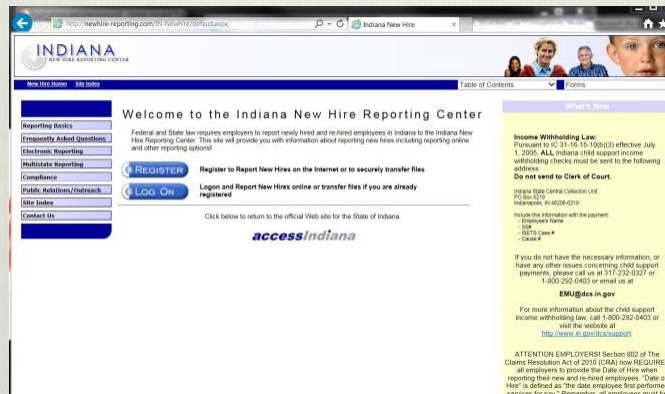 http://newhire-reporting.com/IN-Newhire/default.aspx
Indiana New Hire
INDIANA
NEW HIRE REPORTING CENTER
New Hire Home Site Index
Table of Contents
Forms
What's New
Reporting Basics
Frequently Asked Questions
Electronic Reporting
Multistate Reporting
Compliance
Public Relations/Outreach
Site Index
Contact Us
Welcome to the Indiana New Hire Reporting Center
Federal and State law requires employers to report newly hired and re-hired employees in Indiana to the Indiana New
Hire Reporting Center. This site will provide you with information about reporting new hires including reporting online
and other reporting options!
REGISTER
Register to Report New Hires on the Internet or to securely transfer files
LOG ON
Logon and Report New Hires online or transfer files if you are already
registered
Click below to return to the official Web site for the State of Indiana
accessIndiana
Income Withholding Law:
Pursuant to IC 31-16-15-10(b)(3) effective July
1, 2005, ALL Indiana child support income
withholding checks must be sent to the following
address:
Do not send to Clerk of Court.
Indiana State Central Collection Unit
PO Box 6219
Indianapolis, IN 46206-6219
Include this information with the payment:
- Employee's Name
- SS#
- ISETS Case #
- Cause #
If you do not have the necessary information, or
have any other issues concerning child support
payments, please call us at 317-232-0327 or
1-800-292-0403 or email us at
EMU@dcs.in.gov
For more information about the child support
income withholding law, call 1-800-292-0403 or
visit the website at
http://www.in.gov/dcs/support.
ATTENTION EMPLOYERS! Section 802 of The
Claims Resolution Act of 2010 (CRA) now REQUIRE
all employers to provide the Date of Hire when
reporting their new and re-hired employees. "Date of
Hire" is defined as "the date employee first performed
services for pay." Remember, all employees must be